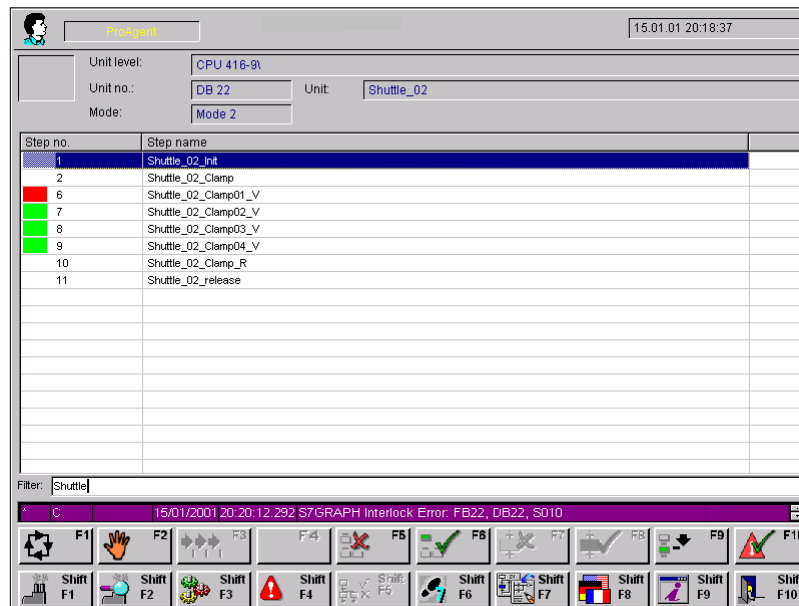 ProAgent 15.01.01 20:18:37
Unit level: CPU 416-9\
Unit no.: DB 22 Unit: Shuttle_02
Mode: Mode 2
Step no. Step name
1 Shuttle_02_Init
2 Shuttle_02_Clamp
6 Shuttle_02_Clamp01_V
7 Shuttle_02_Clamp02_V
8 Shuttle_02_Clamp03_V
9 Shuttle_02_Clamp04_V
10 Shuttle_02_Clamp_R
11 Shuttle_02_release
Filter: Shuttle
* C 15/01/2001 20:20:12.292 S7GRAPH Interlock Error: FB22, DB22, S010
F1 F2 F3 F4 F5 F6 F7 F8 F9 F10
Shift Shift Shift Shift Shift Shift Shift Shift Shift Shift
F1 F2 F3 F4 F5 F6 F7 F8 F9 F10